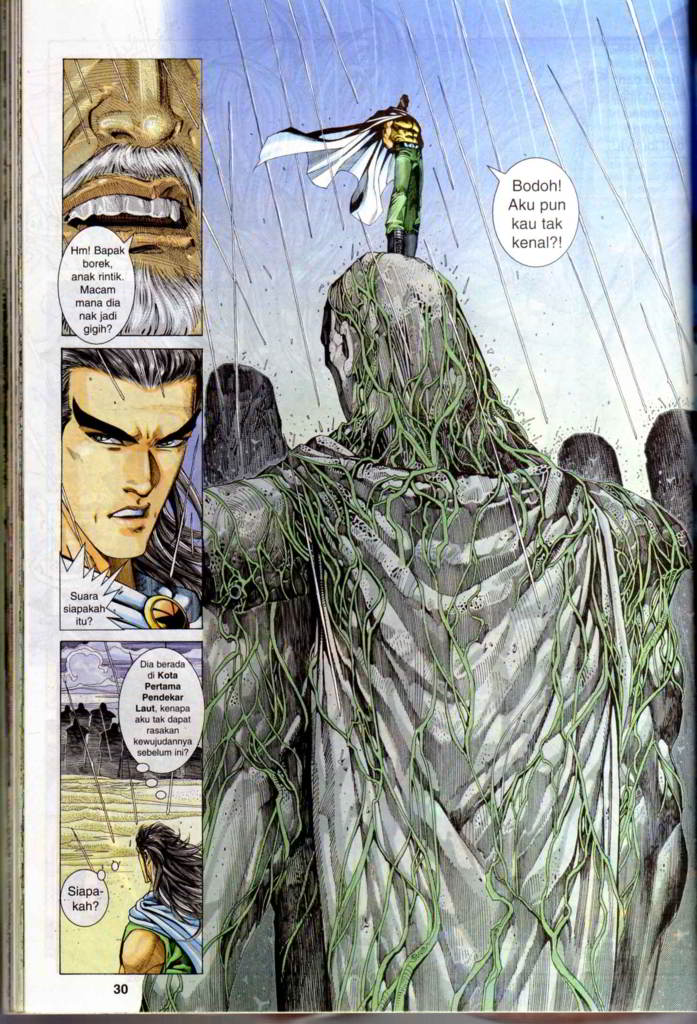 Hm! Bapak
borek,
anak rintik.
Macam
mana dia
nak jadi
gigih?
Suara
siapakah
itu?
Dia berada
di Kota
Pertama
Pendekar
Laut, kenapa
aku tak dapat
rasakan
kewujudannya
sebelum ini?
Siapa-
kah?
Bodoh!
Aku pun
kau tak
kenal?!
30